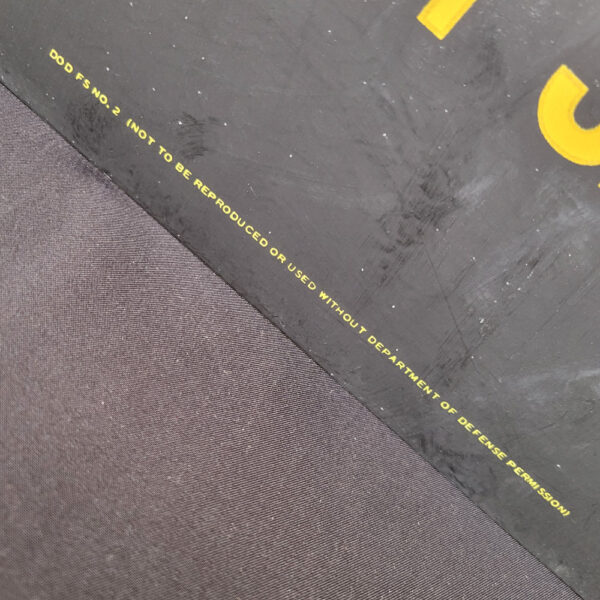 DOD FS NO. 2 (NOT TO BE REPRODUCED OR USED WITHOUT DEPARTMENT OF DEFENSE PERMISSION)